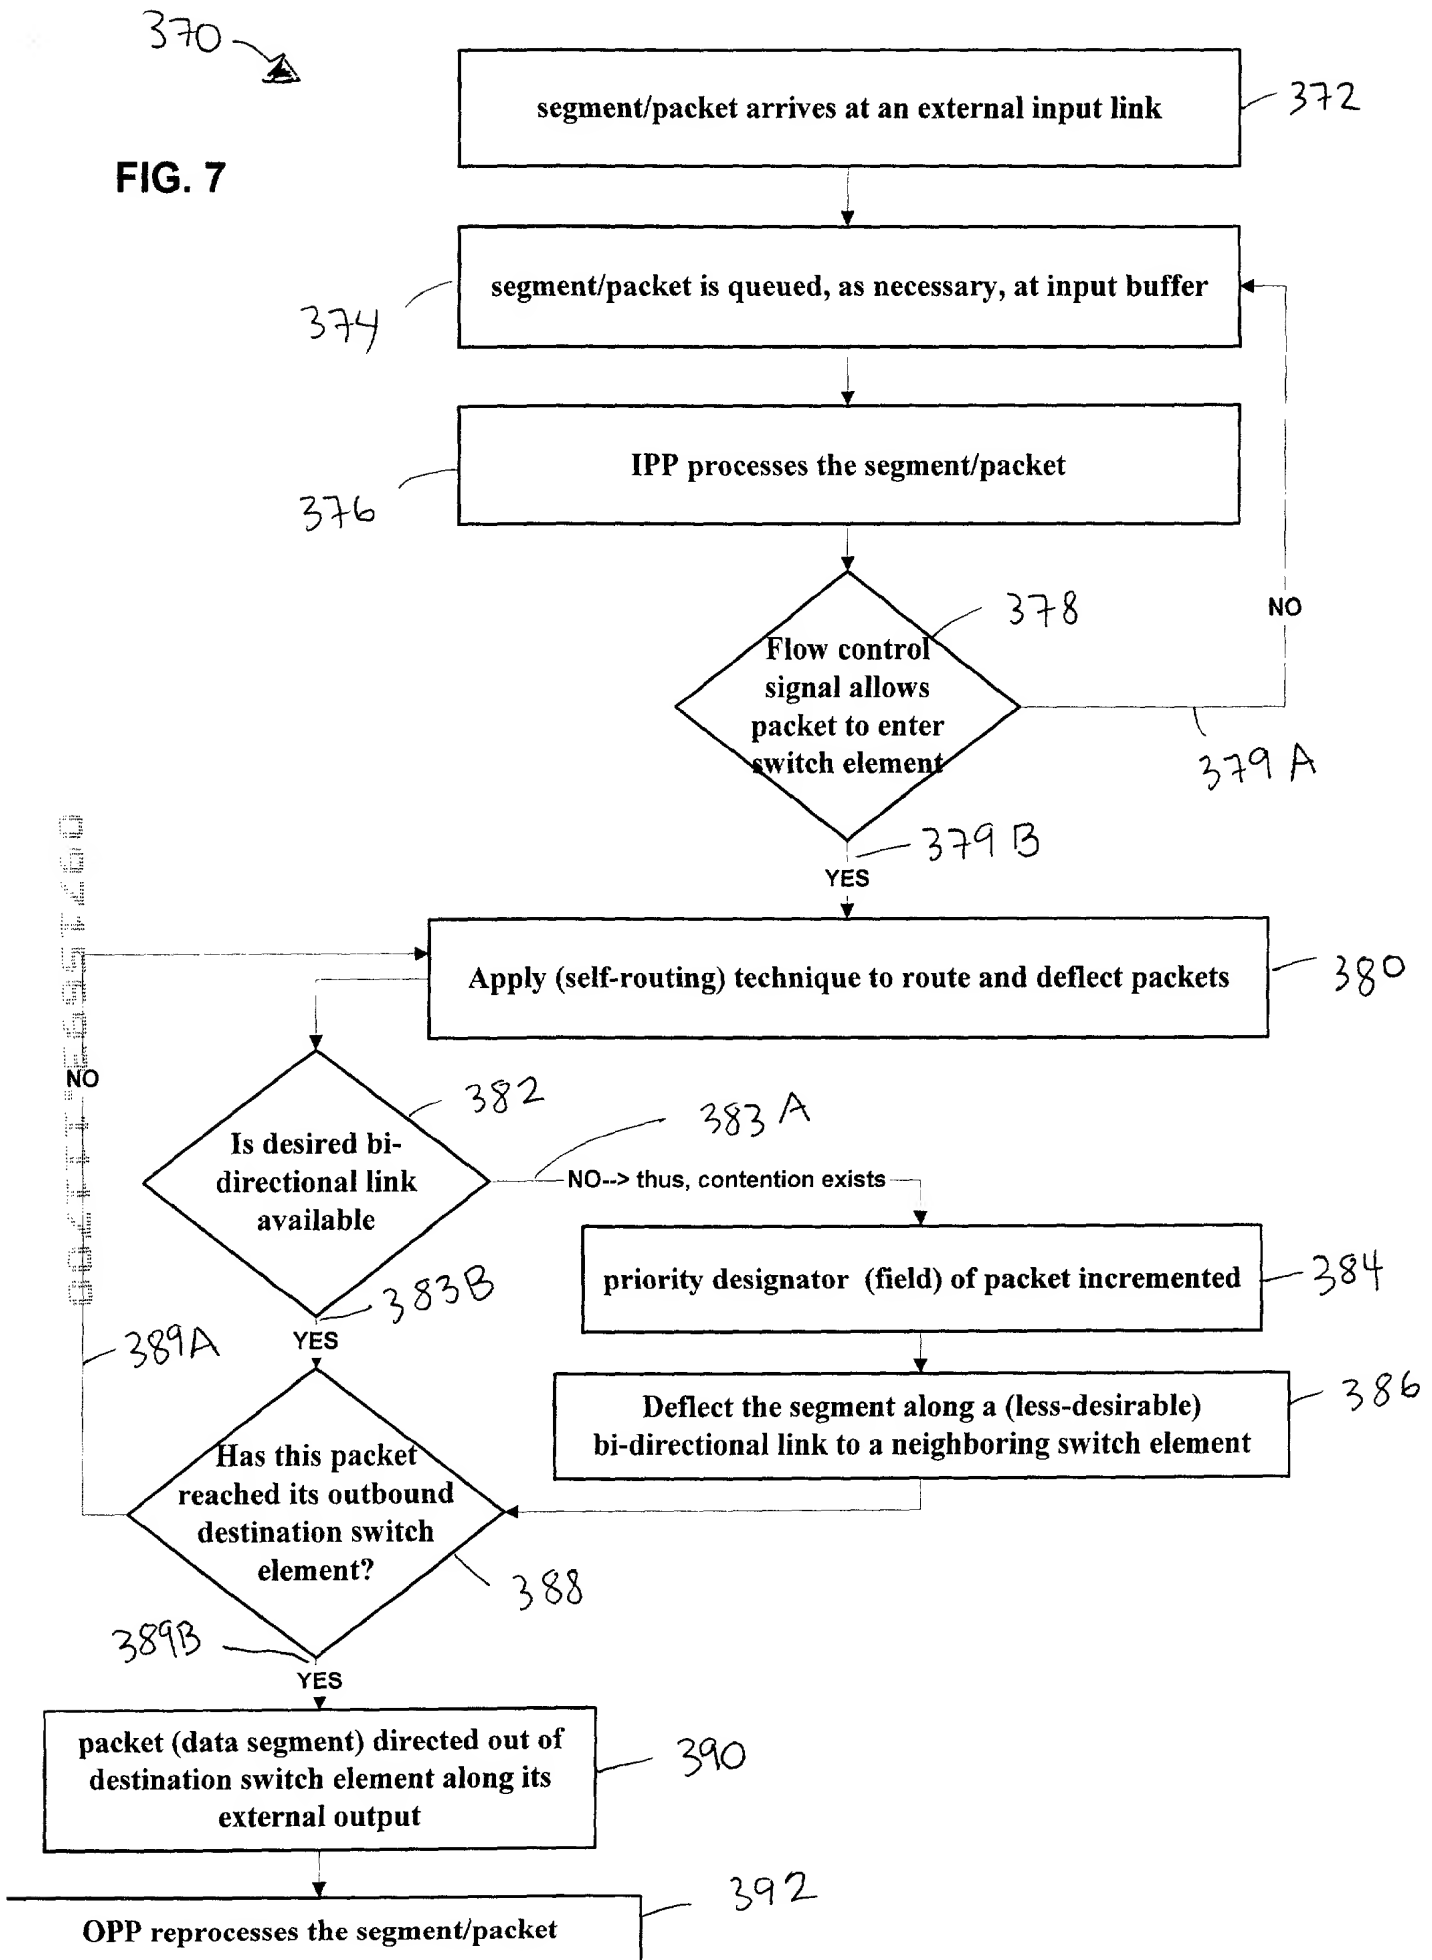 370
FIG. 7
segment/packet arrives at an external input link
372
segment/packet is queued, as necessary, at input buffer
374
IPP processes the segment/packet
376
378
Flow control
signal allows
packet to enter
switch element
NO
379A
379B
YES
Apply (self-routing) technique to route and deflect packets
380
NO
382
Is desired bi-
directional link
available
383A
NO--> thus, contention exists
383B
YES
priority designator (field) of packet incremented
384
389A
Deflect the segment along a (less-desirable)
bi-directional link to a neighboring switch element
386
Has this packet
reached its outbound
destination switch
element?
388
389B
YES
packet (data segment) directed out of
destination switch element along its
external output
390
OPP reprocesses the segment/packet
392